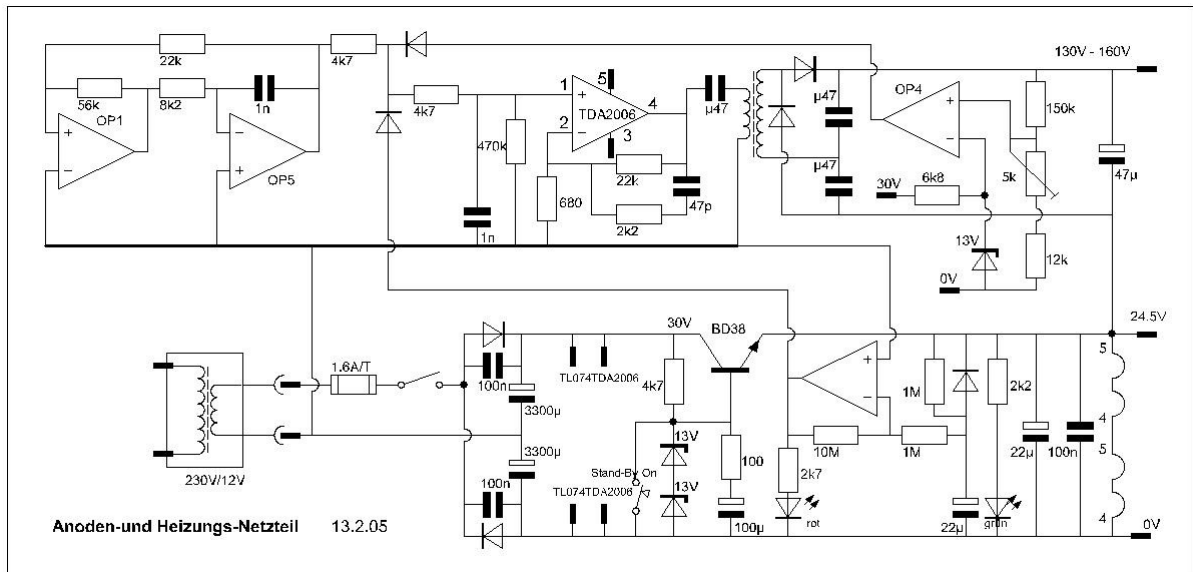 22k
4k7
56k
8k2
1n
OP1
OP5
4k7
470k
1n
1
2
5
4
3
+
−
TDA2006
22k
680
47p
2k2
µ47
µ47
µ47
OP4
130V - 160V
150k
5k
47µ
6k8
30V
13V
12k
0V
24.5V
1.6A/T
100n
3300µ
3300µ
100n
TL074TDA2006
TL074TDA2006
30V
BD38
4k7
13V
13V
Stand-By On
100
100µ
2k7
rot
10M
1M
1M
22µ
2k2
grün
22µ
100n
5
4
5
4
0V
230V/12V
Anoden-und Heizungs-Netzteil 13.2.05